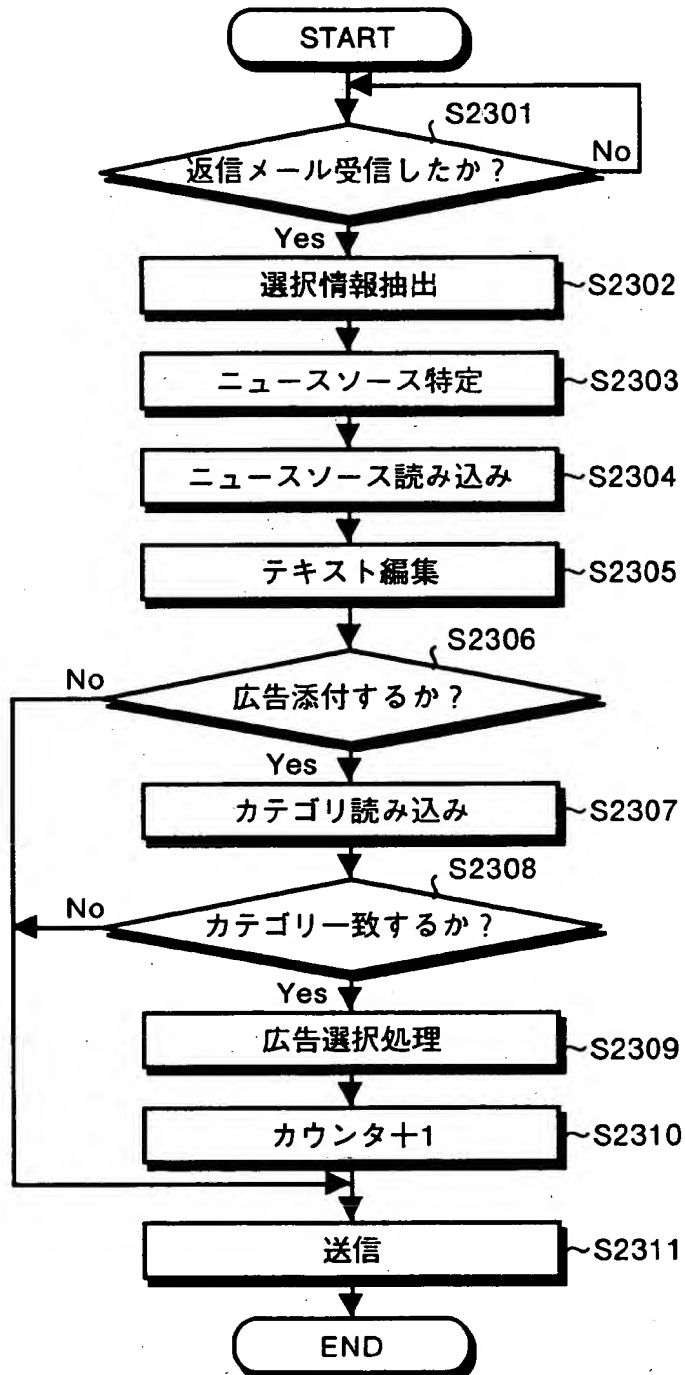 START
S2301
返信メール受信したか？
No
Yes
選択情報抽出
S2302
ニュースソース特定
S2303
ニュースソース読み込み
S2304
テキスト編集
S2305
S2306
No
広告添付するか？
Yes
カテゴリ読み込み
S2307
S2308
No
カテゴリ一致するか？
Yes
広告選択処理
S2309
カウンタ＋1
S2310
送信
S2311
END